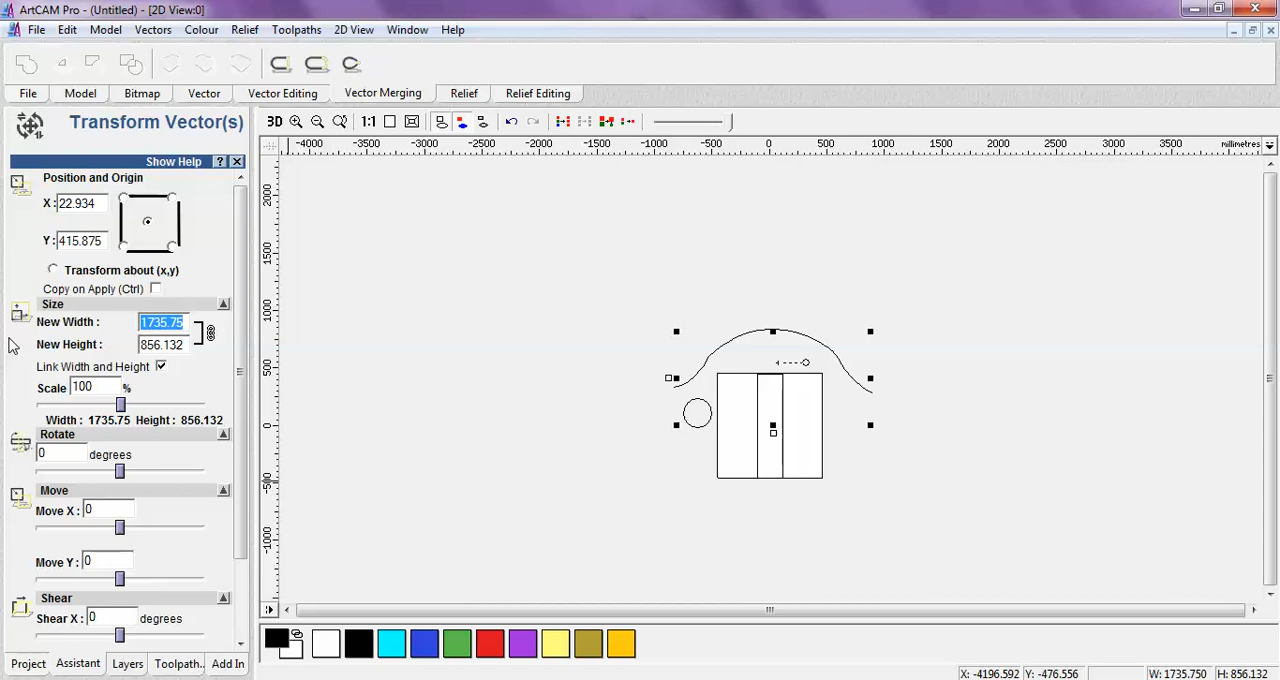 ArtCAM Pro - (Untitled) - [2D View:0]
File Edit Model Vectors Colour Relief Toolpaths 2D View Window Help
File Model Bitmap Vector Vector Editing Vector Merging Relief Relief Editing
Transform Vector(s)
Show Help ?
3D 1:1
-4000 -3500 -3000 -2500 -2000 -1500 -1000 -500 0 500 1000 1500 2000 2500 3000 3500 millimetres
2000
1500
1000
500
0
-500
-1000
Position and Origin
X : 22.934
Y : 415.875
Transform about (x,y)
Copy on Apply (Ctrl)
Size
New Width : 1735.75
New Height : 856.132
Link Width and Height
Scale 100 %
Width : 1735.75 Height : 856.132
Rotate
0 degrees
Move
Move X : 0
Move Y : 0
Shear
Shear X : 0 degrees
Project Assistant Layers Toolpath... Add In
X: -4196.592 Y: -476.556 W: 1735.750 H: 856.132